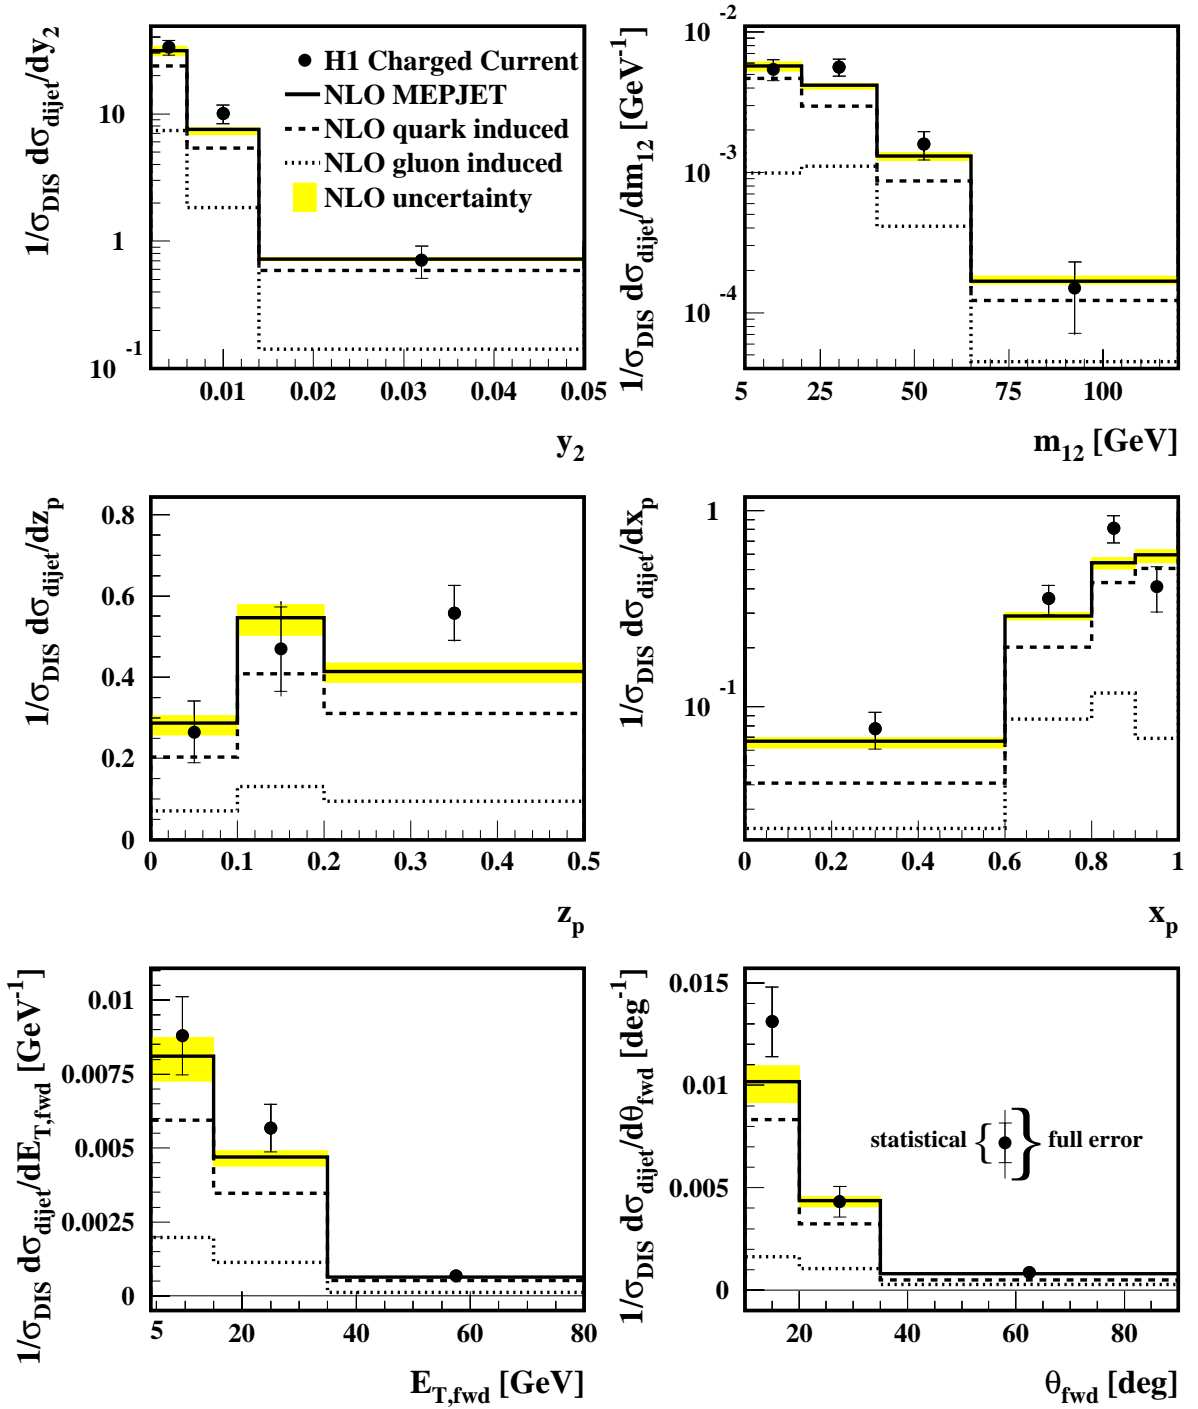 1/σDIS dσdijet/dy2
10
1
10 -1
0.01 0.02 0.03 0.04 0.05
y2
H1 Charged Current
NLO MEPJET
NLO quark induced
NLO gluon induced
NLO uncertainty
1/σDIS dσdijet/dm12 [GeV-1]
10 -2
10 -3
10 -4
5 25 50 75 100
m12 [GeV]
1/σDIS dσdijet/dzp
0.8
0.6
0.4
0.2
0
0 0.1 0.2 0.3 0.4 0.5
zp
1/σDIS dσdijet/dxp
1
10 -1
0 0.2 0.4 0.6 0.8 1
xp
1/σDIS dσdijet/dET,fwd [GeV-1]
0.01
0.0075
0.005
0.0025
0
5 20 40 60 80
ET,fwd [GeV]
1/σDIS dσdijet/dθfwd [deg-1]
0.015
0.01
0.005
0
20 40 60 80
θfwd [deg]
statistical { } full error